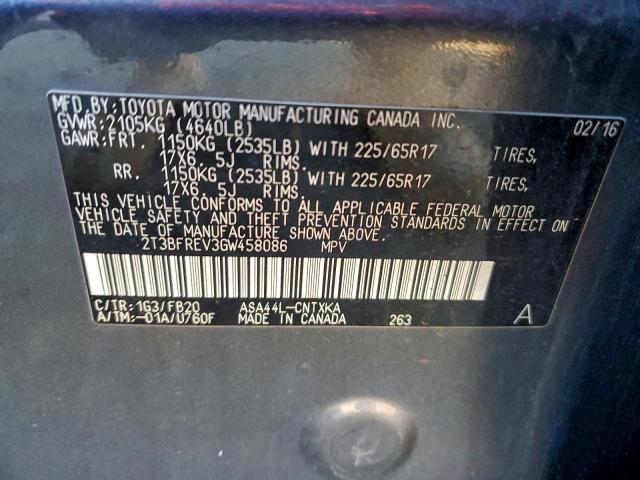 MFD.BY:TOYOTA MOTOR MANUFACTURING CANADA INC.
GVWR:2105KG (4640LB) 02/16
GAWR:FRT. 1150KG (2535LB) WITH 225/65R17 TIRES,
17X6.5J RIMS.
RR. 1150KG (2535LB) WITH 225/65R17 TIRES,
17X6.5J RIMS.
THIS VEHICLE CONFORMS TO ALL APPLICABLE FEDERAL MOTOR
VEHICLE SAFETY AND THEFT PREVENTION STANDARDS IN EFFECT ON
THE DATE OF MANUFACTURE SHOWN ABOVE.
2T3BFREV3GW458086 MPV
C/TR:1G3/FB20 ASA44L-CNTXKA
A/TM:-01A/U760F MADE IN CANADA 263 A